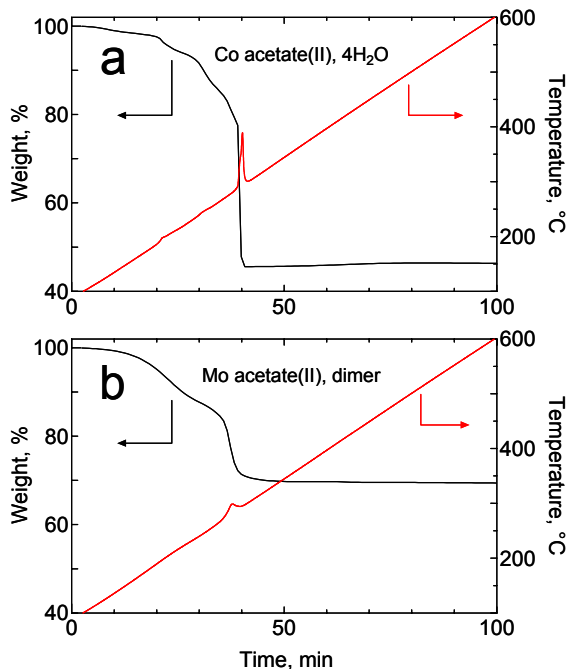 a
Co acetate(II), 4H₂O
Weight, %
100
80
60
40
Temperature, °C
600
400
200
0
50
100
b
Mo acetate(II), dimer
Weight, %
100
80
60
40
Temperature, °C
600
400
200
0
50
100
Time, min